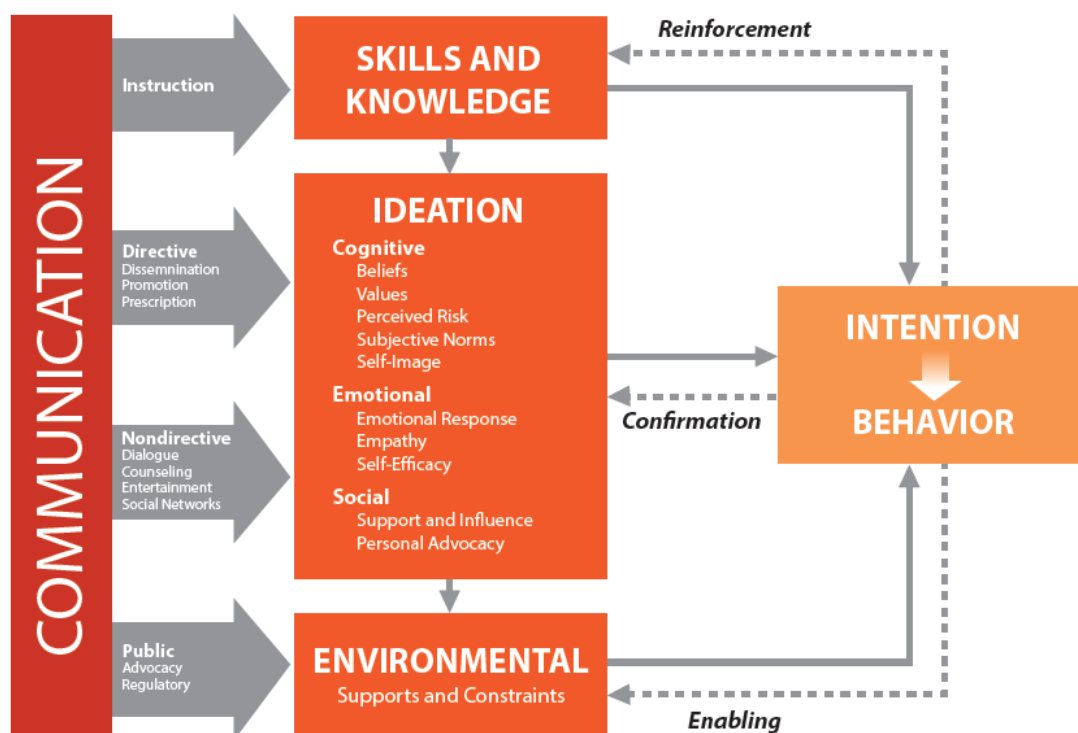 COMMUNICATION
Instruction
Directive
Dissemnination
Promotion
Prescription
Nondirective
Dialogue
Counseling
Entertainment
Social Networks
Public
Advocacy
Regulatory
SKILLS AND
KNOWLEDGE
IDEATION
Cognitive
Beliefs
Values
Perceived Risk
Subjective Norms
Self-Image
Emotional
Emotional Response
Empathy
Self-Efficacy
Social
Support and Influence
Personal Advocacy
ENVIRONMENTAL
Supports and Constraints
Reinforcement
Confirmation
Enabling
INTENTION
BEHAVIOR